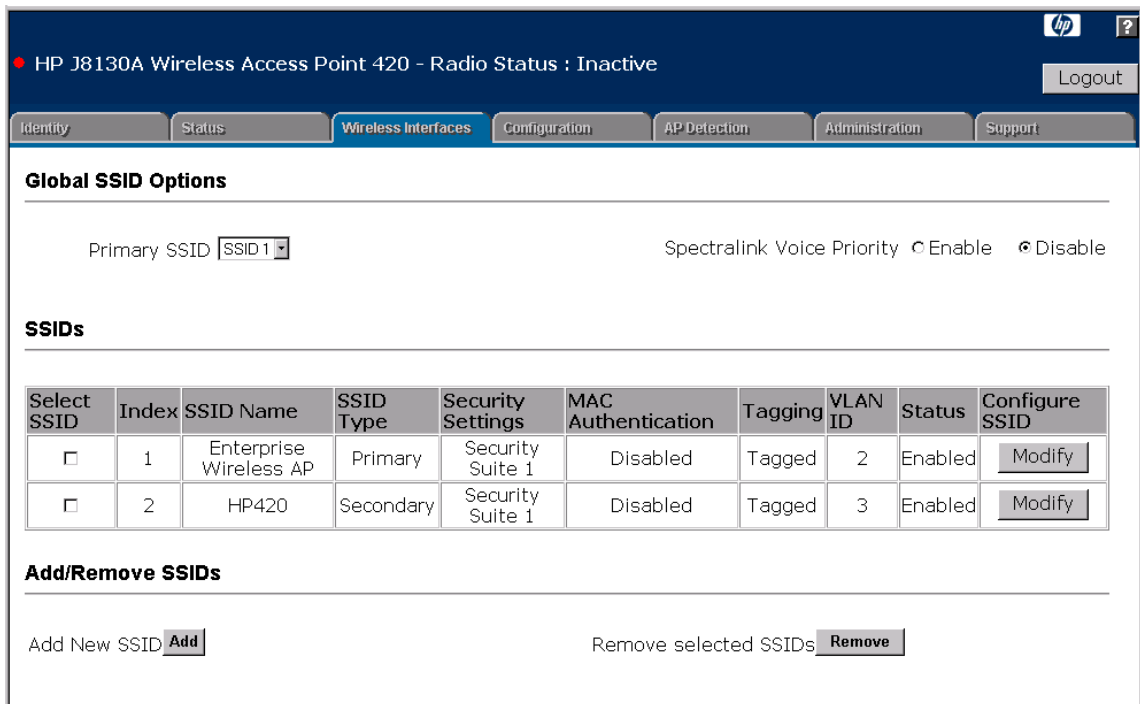 hp
?
HP J8130A Wireless Access Point 420 - Radio Status : Inactive
Logout
Identity Status Wireless Interfaces Configuration AP Detection Administration Support
Global SSID Options
Primary SSID SSID 1 Spectralink Voice Priority Enable Disable
SSIDs
Select SSID Index SSID Name SSID Type Security Settings MAC Authentication Tagging VLAN ID Status Configure SSID
1 Enterprise Wireless AP Primary Security Suite 1 Disabled Tagged 2 Enabled Modify
2 HP420 Secondary Security Suite 1 Disabled Tagged 3 Enabled Modify
Add/Remove SSIDs
Add New SSID Add Remove selected SSIDs Remove